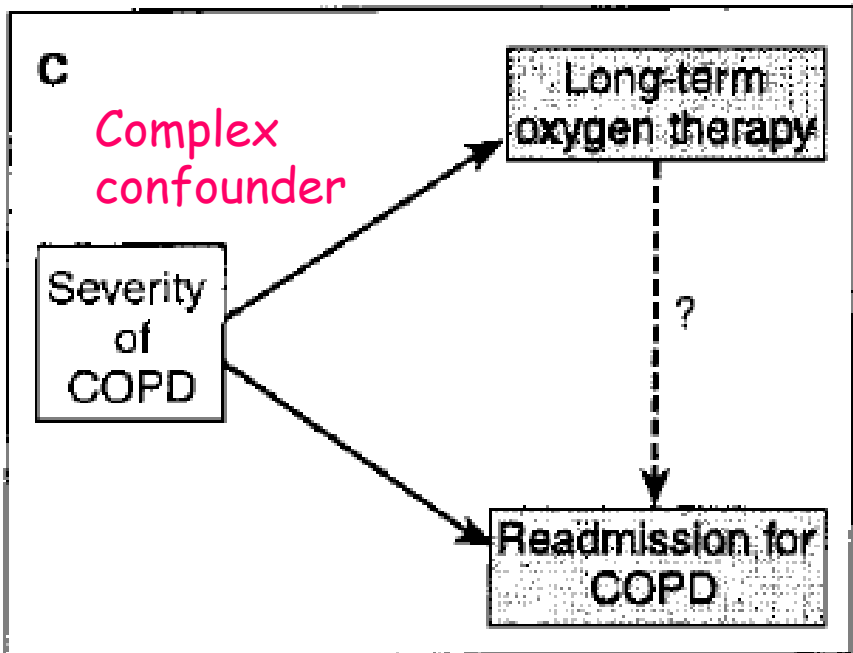 C
Complex
confounder
Long-term
oxygen therapy
Severity
of
COPD
?
Readmission for
COPD